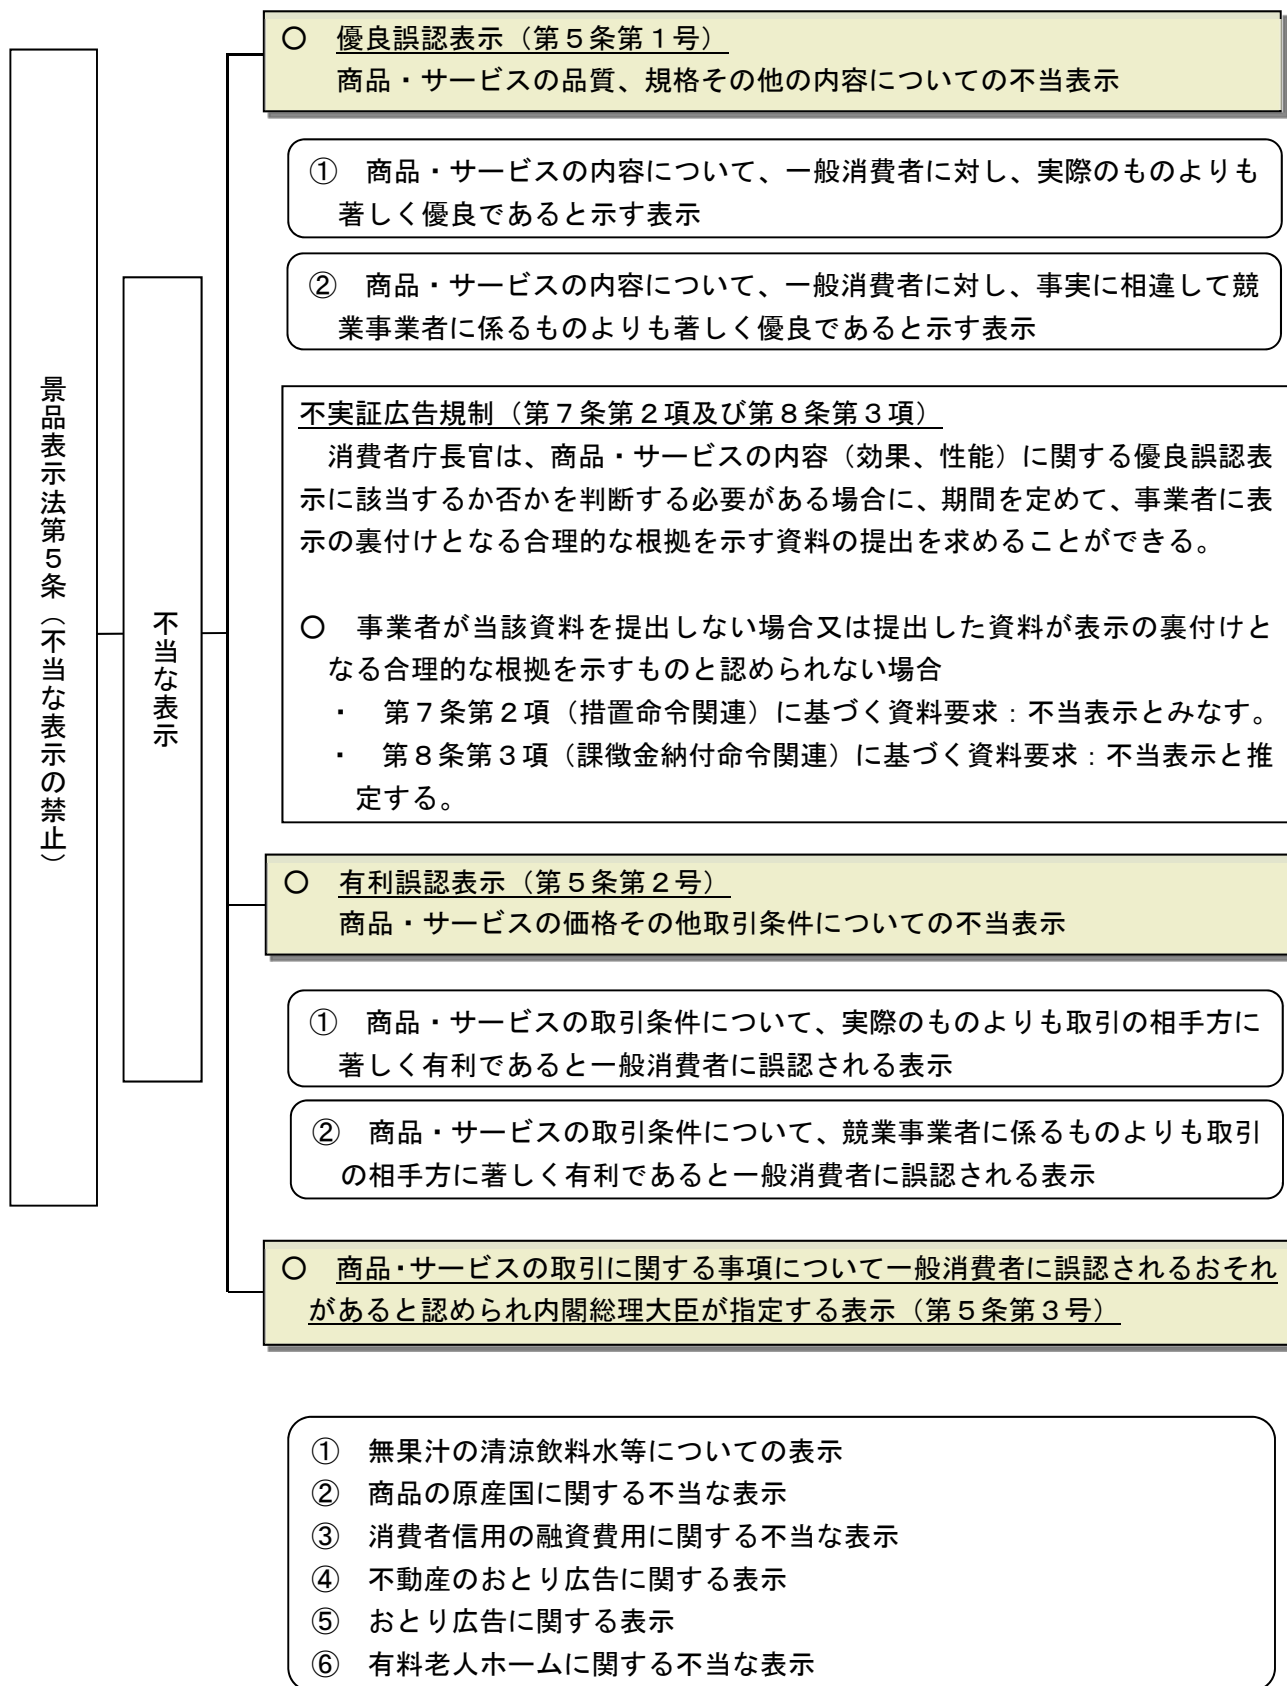 景品表示法第５条（不当な表示の禁止）
不当な表示
○　優良誤認表示（第５条第１号）
商品・サービスの品質、規格その他の内容についての不当表示
①　商品・サービスの内容について、一般消費者に対し、実際のものよりも
著しく優良であると示す表示
②　商品・サービスの内容について、一般消費者に対し、事実に相違して競
業事業者に係るものよりも著しく優良であると示す表示
不実証広告規制（第７条第２項及び第８条第３項）
消費者庁長官は、商品・サービスの内容（効果、性能）に関する優良誤認表
示に該当するか否かを判断する必要がある場合に、期間を定めて、事業者に表
示の裏付けとなる合理的な根拠を示す資料の提出を求めることができる。
○　事業者が当該資料を提出しない場合又は提出した資料が表示の裏付けと
なる合理的な根拠を示すものと認められない場合
・　第７条第２項（措置命令関連）に基づく資料要求：不当表示とみなす。
・　第８条第３項（課徴金納付命令関連）に基づく資料要求：不当表示と推
定する。
○　有利誤認表示（第５条第２号）
商品・サービスの価格その他取引条件についての不当表示
①　商品・サービスの取引条件について、実際のものよりも取引の相手方に
著しく有利であると一般消費者に誤認される表示
②　商品・サービスの取引条件について、競業事業者に係るものよりも取引
の相手方に著しく有利であると一般消費者に誤認される表示
○　商品・サービスの取引に関する事項について一般消費者に誤認されるおそれ
があると認められ内閣総理大臣が指定する表示（第５条第３号）
①　無果汁の清涼飲料水等についての表示
②　商品の原産国に関する不当な表示
③　消費者信用の融資費用に関する不当な表示
④　不動産のおとり広告に関する表示
⑤　おとり広告に関する表示
⑥　有料老人ホームに関する不当な表示